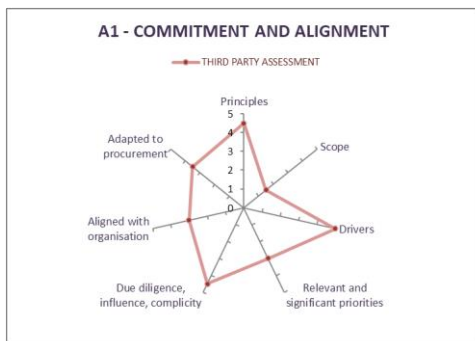 A1 - COMMITMENT AND ALIGNMENT
THIRD PARTY ASSESSMENT
Principles
5
4
3
2
1
0
Scope
Drivers
Relevant and
significant priorities
Due diligence,
influence, complicity
Aligned with
organisation
Adapted to
procurement